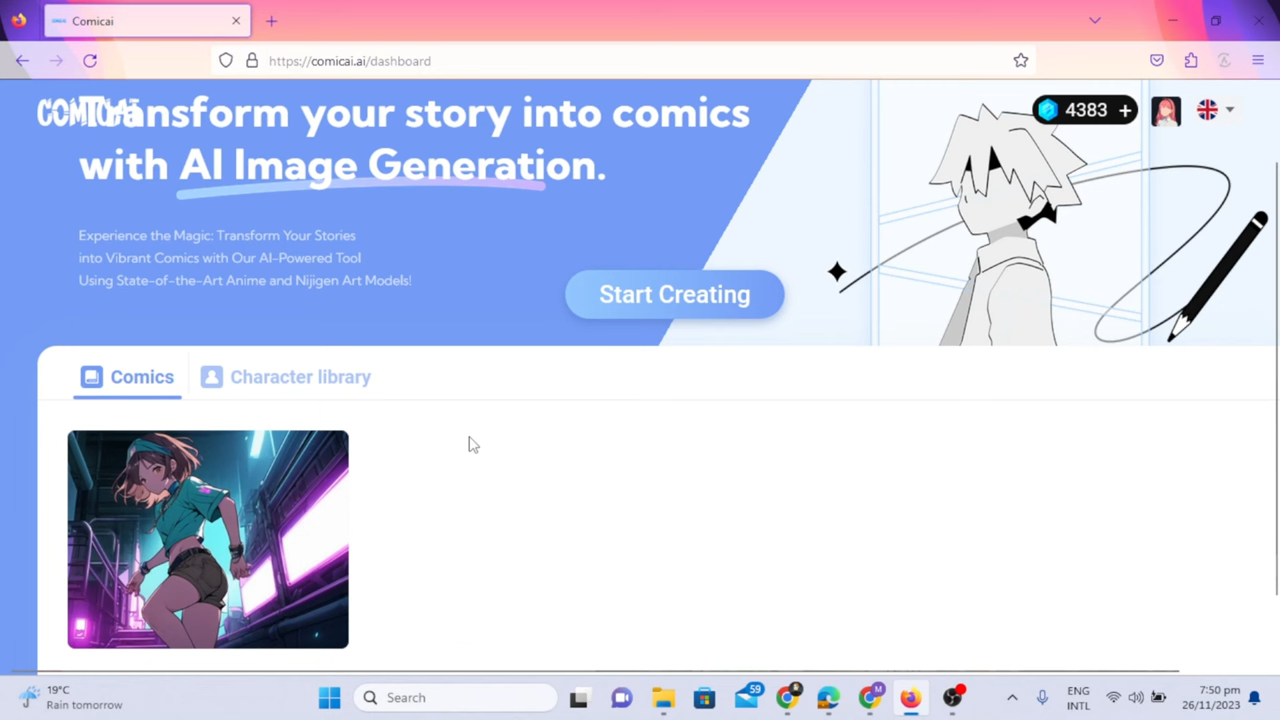 Comicai
https://comicai.ai/dashboard
COMICAI
Transform your story into comics
with AI Image Generation.
4383 +
Experience the Magic: Transform Your Stories
into Vibrant Comics with Our AI-Powered Tool
Using State-of-the-Art Anime and Nijigen Art Models!
Start Creating
Comics
Character library
19°C
Rain tomorrow
Search
59
M
ENG
INTL
7:50 pm
26/11/2023